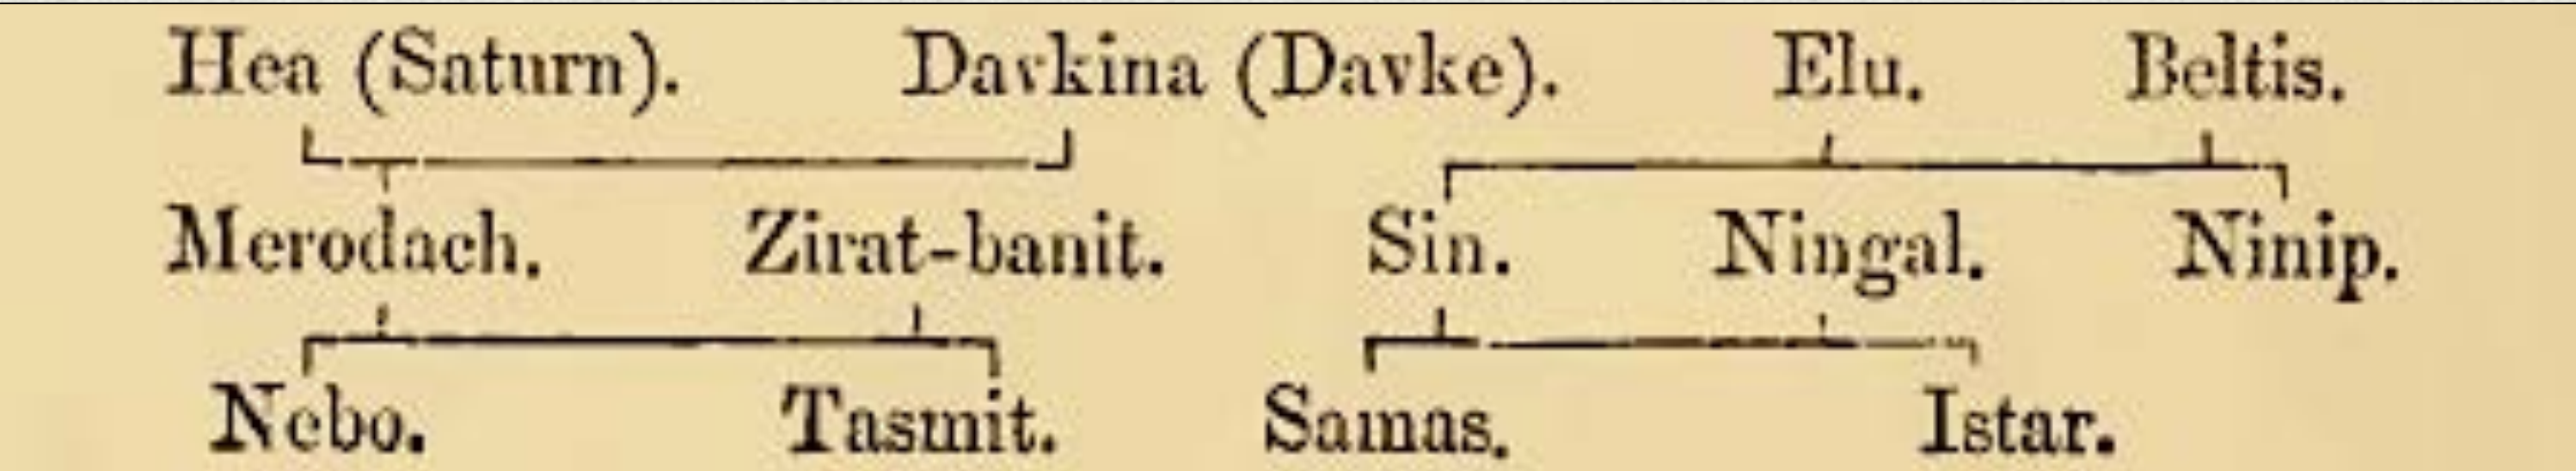 Hea (Saturn). Davkina (Davke). Elu. Beltis.
Merodach. Zirat-banit. Sin. Ningal. Ninip.
Nebo. Tasmit. Samas. Istar.